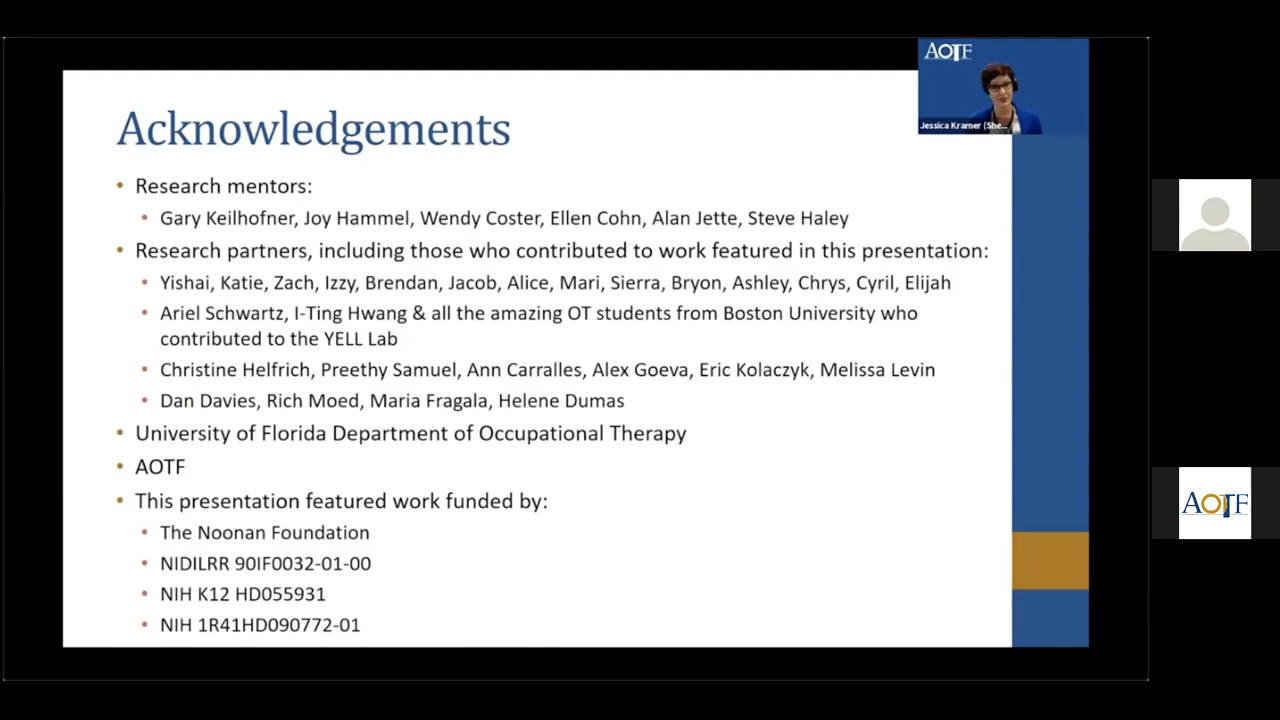 AOTF
Jessica Kramer (She...
Acknowledgements
• Research mentors:
• Gary Keilhofner, Joy Hammel, Wendy Coster, Ellen Cohn, Alan Jette, Steve Haley
• Research partners, including those who contributed to work featured in this presentation:
• Yishai, Katie, Zach, Izzy, Brendan, Jacob, Alice, Mari, Sierra, Bryon, Ashley, Chrys, Cyril, Elijah
• Ariel Schwartz, I-Ting Hwang & all the amazing OT students from Boston University who
contributed to the YELL Lab
• Christine Helfrich, Preethy Samuel, Ann Carralles, Alex Goeva, Eric Kolaczyk, Melissa Levin
• Dan Davies, Rich Moed, Maria Fragala, Helene Dumas
• University of Florida Department of Occupational Therapy
• AOTF
• This presentation featured work funded by:
• The Noonan Foundation
• NIDILRR 90IF0032-01-00
• NIH K12 HD055931
• NIH 1R41HD090772-01
AOTF